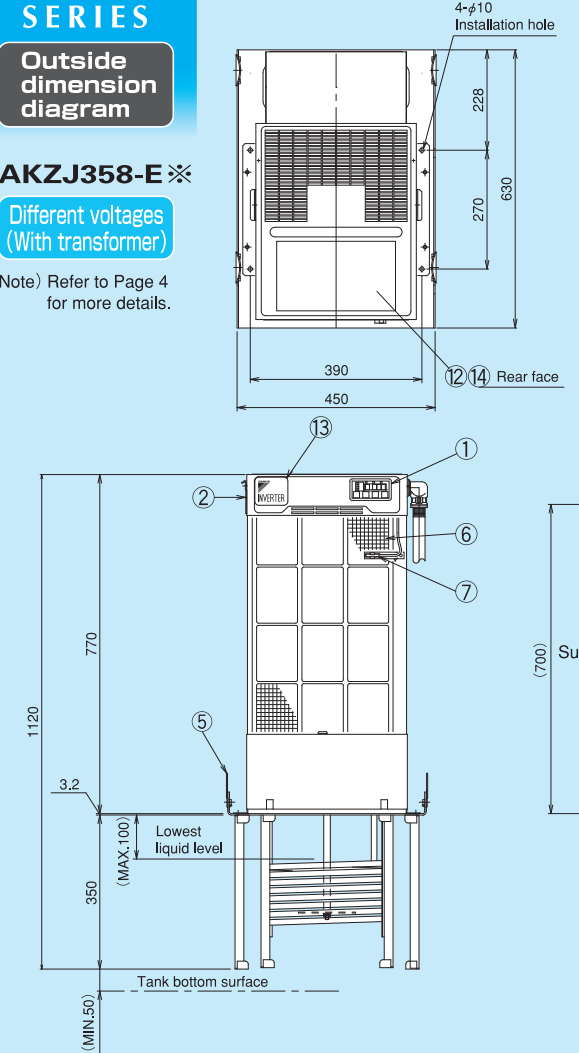 SERIES
Outside
dimension
diagram
AKZJ358-E※
Different voltages
(With transformer)
Note) Refer to Page 4
for more details.
4-φ10
Installation hole
228
270
630
390
450
⑫⑭ Rear face
⑬
①
②
INVERTER
⑥
⑦
770
1120
(700)
Su
⑤
3.2
(MAX.100)
Lowest
liquid level
350
Tank bottom surface
(MIN.50)